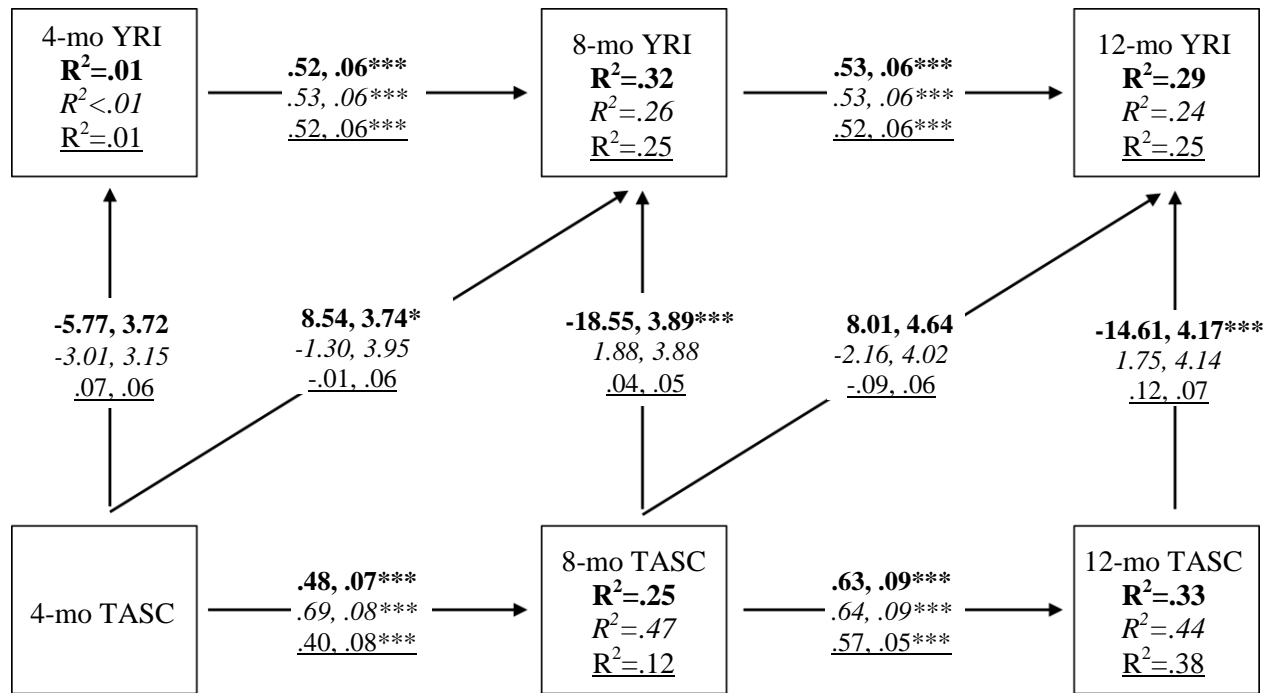 4-mo YRI
R²=.01
R²<.01
R²=.01
.52, .06***
.53, .06***
.52, .06***
8-mo YRI
R²=.32
R²=.26
R²=.25
.53, .06***
.53, .06***
.52, .06***
12-mo YRI
R²=.29
R²=.24
R²=.25
-5.77, 3.72
-3.01, 3.15
.07, .06
8.54, 3.74*
-1.30, 3.95
-.01, .06
-18.55, 3.89***
1.88, 3.88
.04, .05
8.01, 4.64
-2.16, 4.02
-.09, .06
-14.61, 4.17***
1.75, 4.14
.12, .07
4-mo TASC
.48, .07***
.69, .08***
.40, .08***
8-mo TASC
R²=.25
R²=.47
R²=.12
.63, .09***
.64, .09***
.57, .05***
12-mo TASC
R²=.33
R²=.44
R²=.38